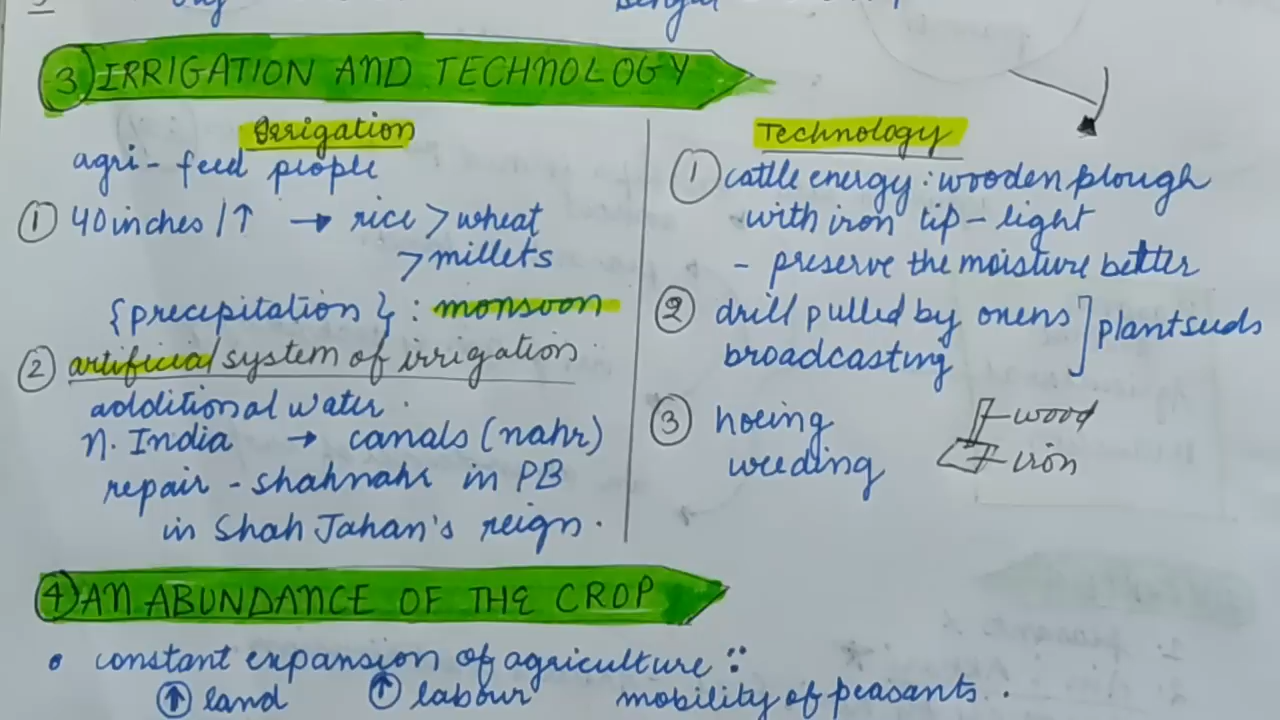 Bengal
③ IRRIGATION AND TECHNOLOGY
Irrigation
agri - feed people
① 40 inches / ↑ → rice > wheat
> millets
{precipitation} : monsoon
② artificial system of irrigation.
additional water.
N. India → canals (nahr)
repair - shahnahr in PB
in Shah Jahan's reign.
Technology
① cattle energy : wooden plough
with iron tip - light
- preserve the moisture better
② drill pulled by oxens
broadcasting
] plant seeds
③ hoeing
weeding
wood
iron
④ AN ABUNDANCE OF THE CROP
• constant expansion of agriculture ::
↑ land ↑ labour mobility of peasants.